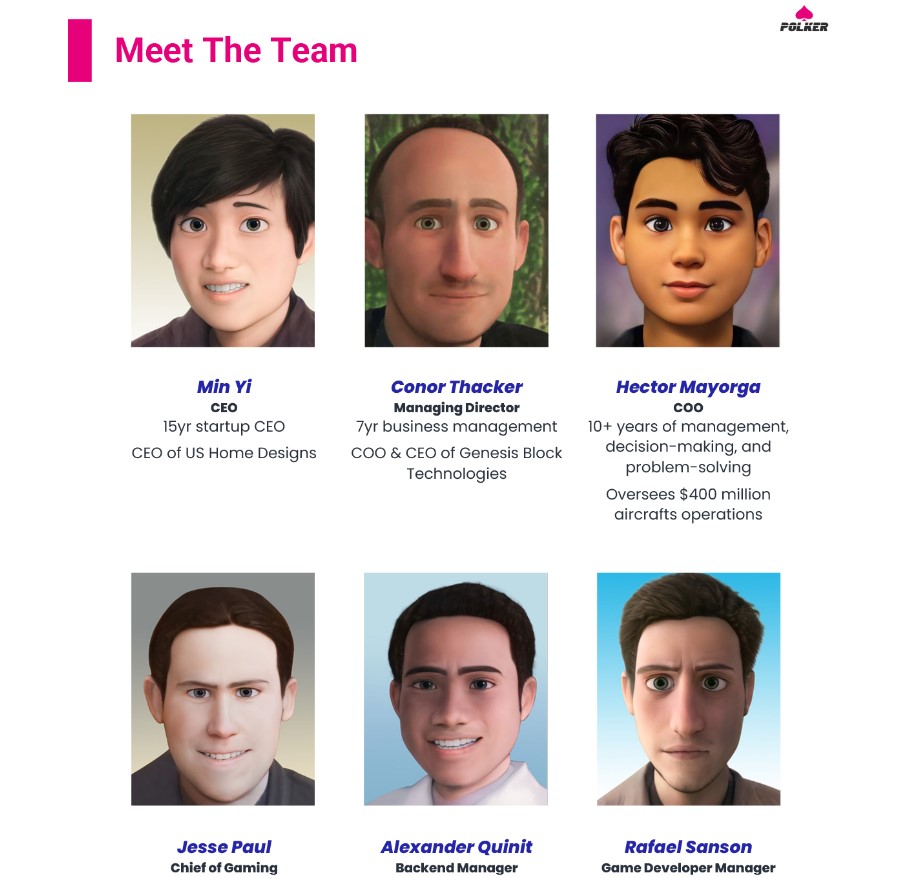 POLKER
Meet The Team
Min Yi
CEO
15yr startup CEO
CEO of US Home Designs
Conor Thacker
Managing Director
7yr business management
COO & CEO of Genesis Block
Technologies
Hector Mayorga
COO
10+ years of management,
decision-making, and
problem-solving
Oversees $400 million
aircrafts operations
Jesse Paul
Chief of Gaming
Alexander Quinit
Backend Manager
Rafael Sanson
Game Developer Manager